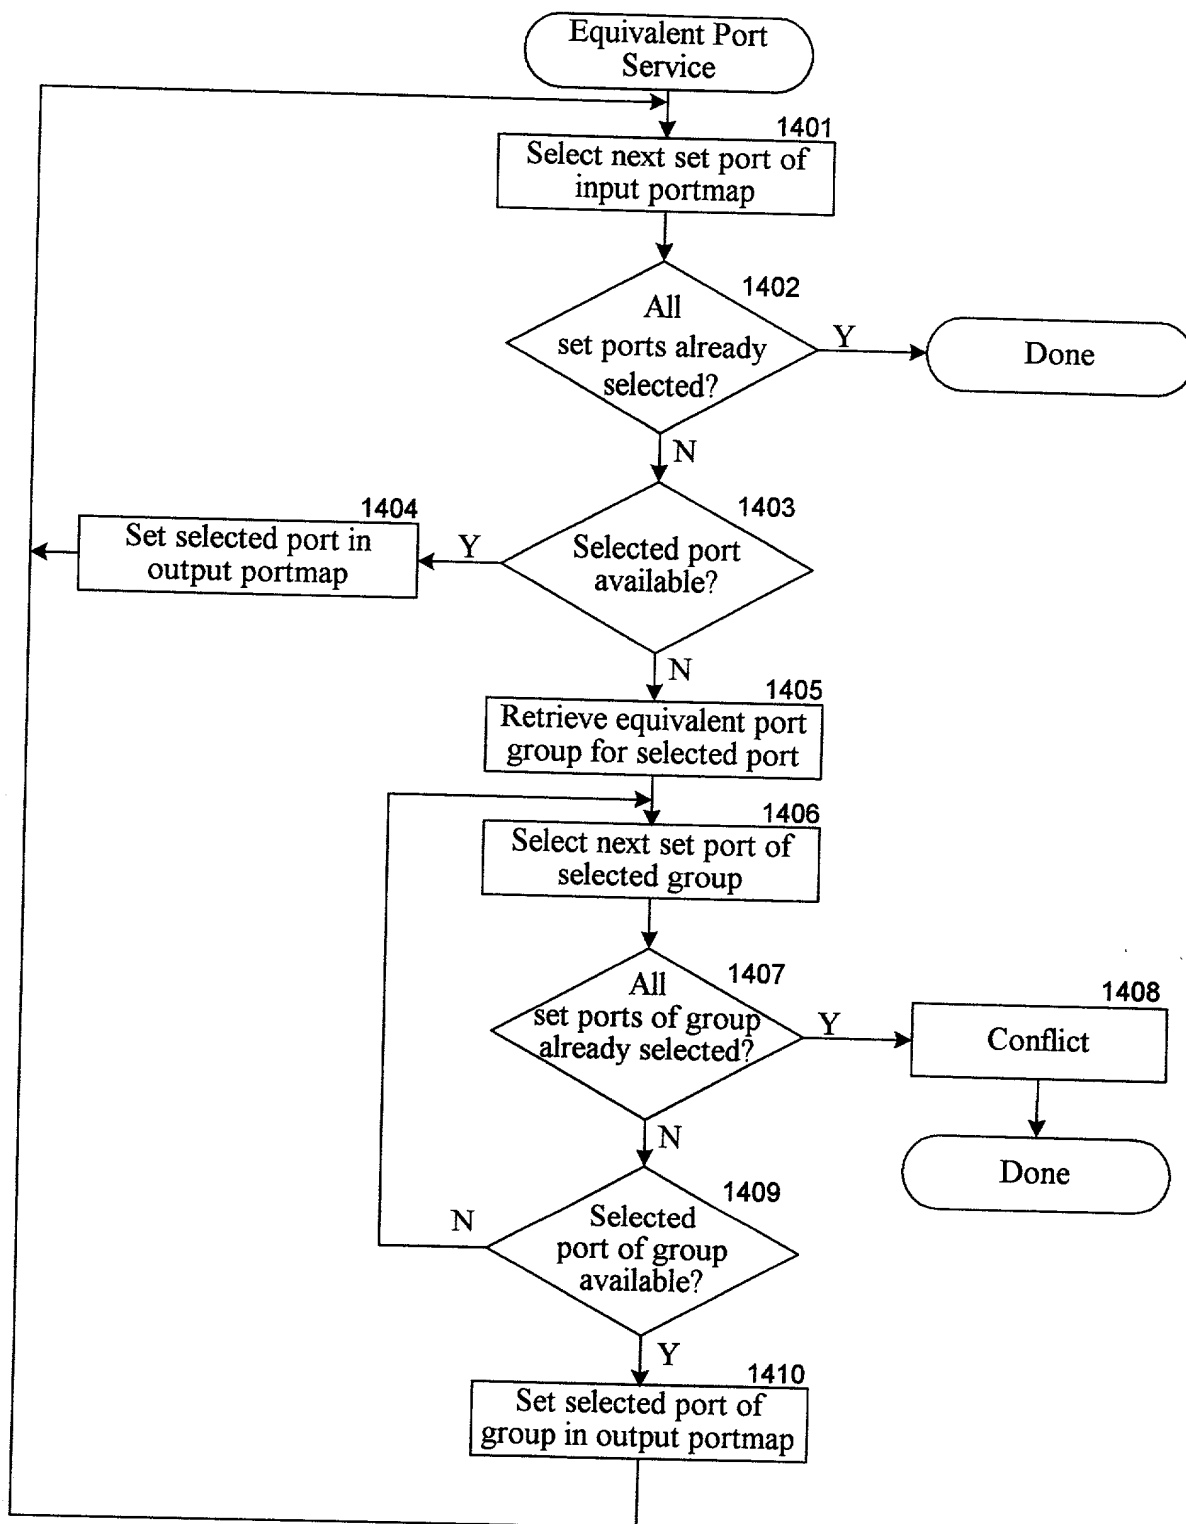 Equivalent Port
Service
1401
Select next set port of
input portmap
1402
All
set ports already
selected?
Y
Done
N
1403
Selected port
available?
Y
1404
Set selected port in
output portmap
N
1405
Retrieve equivalent port
group for selected port
1406
Select next set port of
selected group
1407
All
set ports of group
already selected?
Y
1408
Conflict
Done
N
1409
Selected
port of group
available?
N
Y
1410
Set selected port of
group in output portmap